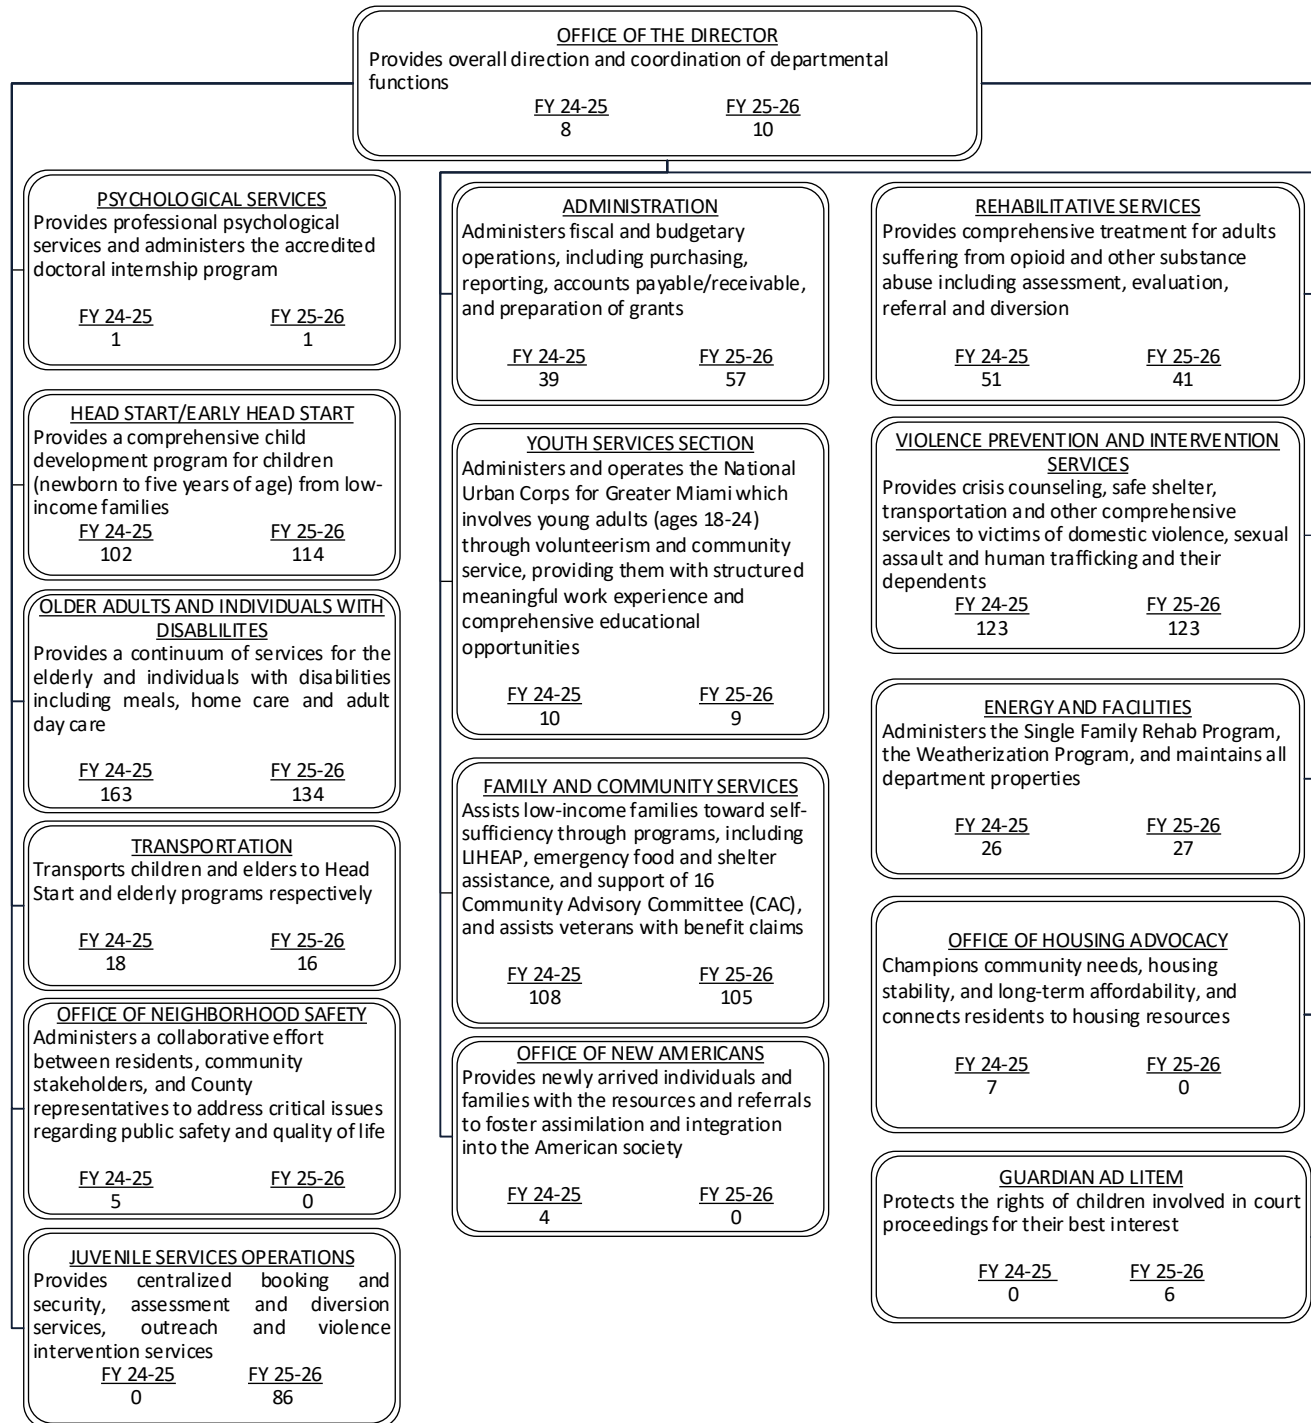 OFFICE OF THE DIRECTOR
Provides overall direction and coordination of departmental
functions
FY 24-25 FY 25-26
8 10
PSYCHOLOGICAL SERVICES
Provides professional psychological
services and administers the accredited
doctoral internship program
FY 24-25 FY 25-26
1 1
HEAD START/EARLY HEAD START
Provides a comprehensive child
development program for children
(newborn to five years of age) from low-
income families
FY 24-25 FY 25-26
102 114
OLDER ADULTS AND INDIVIDUALS WITH
DISABLILITES
Provides a continuum of services for the
elderly and individuals with disabilities
including meals, home care and adult
day care
FY 24-25 FY 25-26
163 134
TRANSPORTATION
Transports children and elders to Head
Start and elderly programs respectively
FY 24-25 FY 25-26
18 16
OFFICE OF NEIGHBORHOOD SAFETY
Administers a collaborative effort
between residents, community
stakeholders, and County
representatives to address critical issues
regarding public safety and quality of life
FY 24-25 FY 25-26
5 0
JUVENILE SERVICES OPERATIONS
Provides centralized booking and
security, assessment and diversion
services, outreach and violence
intervention services
FY 24-25 FY 25-26
0 86
ADMINISTRATION
Administers fiscal and budgetary
operations, including purchasing,
reporting, accounts payable/receivable,
and preparation of grants
FY 24-25 FY 25-26
39 57
YOUTH SERVICES SECTION
Administers and operates the National
Urban Corps for Greater Miami which
involves young adults (ages 18-24)
through volunteerism and community
service, providing them with structured
meaningful work experience and
comprehensive educational
opportunities
FY 24-25 FY 25-26
10 9
FAMILY AND COMMUNITY SERVICES
Assists low-income families toward self-
sufficiency through programs, including
LIHEAP, emergency food and shelter
assistance, and support of 16
Community Advisory Committee (CAC),
and assists veterans with benefit claims
FY 24-25 FY 25-26
108 105
OFFICE OF NEW AMERICANS
Provides newly arrived individuals and
families with the resources and referrals
to foster assimilation and integration
into the American society
FY 24-25 FY 25-26
4 0
REHABILITATIVE SERVICES
Provides comprehensive treatment for adults
suffering from opioid and other substance
abuse including assessment, evaluation,
referral and diversion
FY 24-25 FY 25-26
51 41
VIOLENCE PREVENTION AND INTERVENTION
SERVICES
Provides crisis counseling, safe shelter,
transportation and other comprehensive
services to victims of domestic violence, sexual
assault and human trafficking and their
dependents
FY 24-25 FY 25-26
123 123
ENERGY AND FACILITIES
Administers the Single Family Rehab Program,
the Weatherization Program, and maintains all
department properties
FY 24-25 FY 25-26
26 27
OFFICE OF HOUSING ADVOCACY
Champions community needs, housing
stability, and long-term affordability, and
connects residents to housing resources
FY 24-25 FY 25-26
7 0
GUARDIAN AD LITEM
Protects the rights of children involved in court
proceedings for their best interest
FY 24-25 FY 25-26
0 6